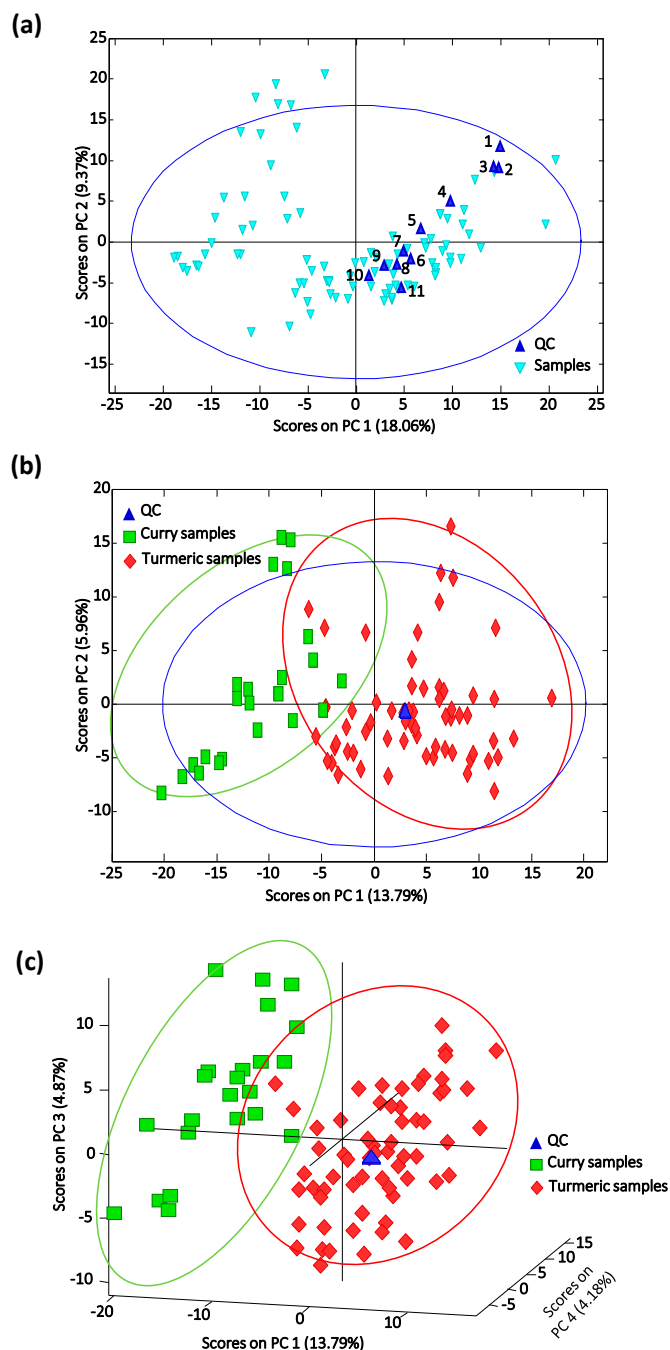 (a)
25
20
15
10
5
0
-5
-10
-15
Scores on PC 2 (9.37%)
1
3 2
4
5
7
9 6
10 8
11
QC
Samples
-25 -20 -15 -10 -5 0 5 10 15 20 25
Scores on PC 1 (18.06%)
(b)
20
15
10
5
0
-5
-10
Scores on PC 2 (5.96%)
QC
Curry samples
Turmeric samples
-25 -20 -15 -10 -5 0 5 10 15 20
Scores on PC 1 (13.79%)
(c)
10
5
0
-5
-10
Scores on PC 3 (4.87%)
QC
Curry samples
Turmeric samples
-20 -10 0 10
Scores on PC 1 (13.79%)
-5 0 5 10 15
Scores on
PC 4 (4.18%)